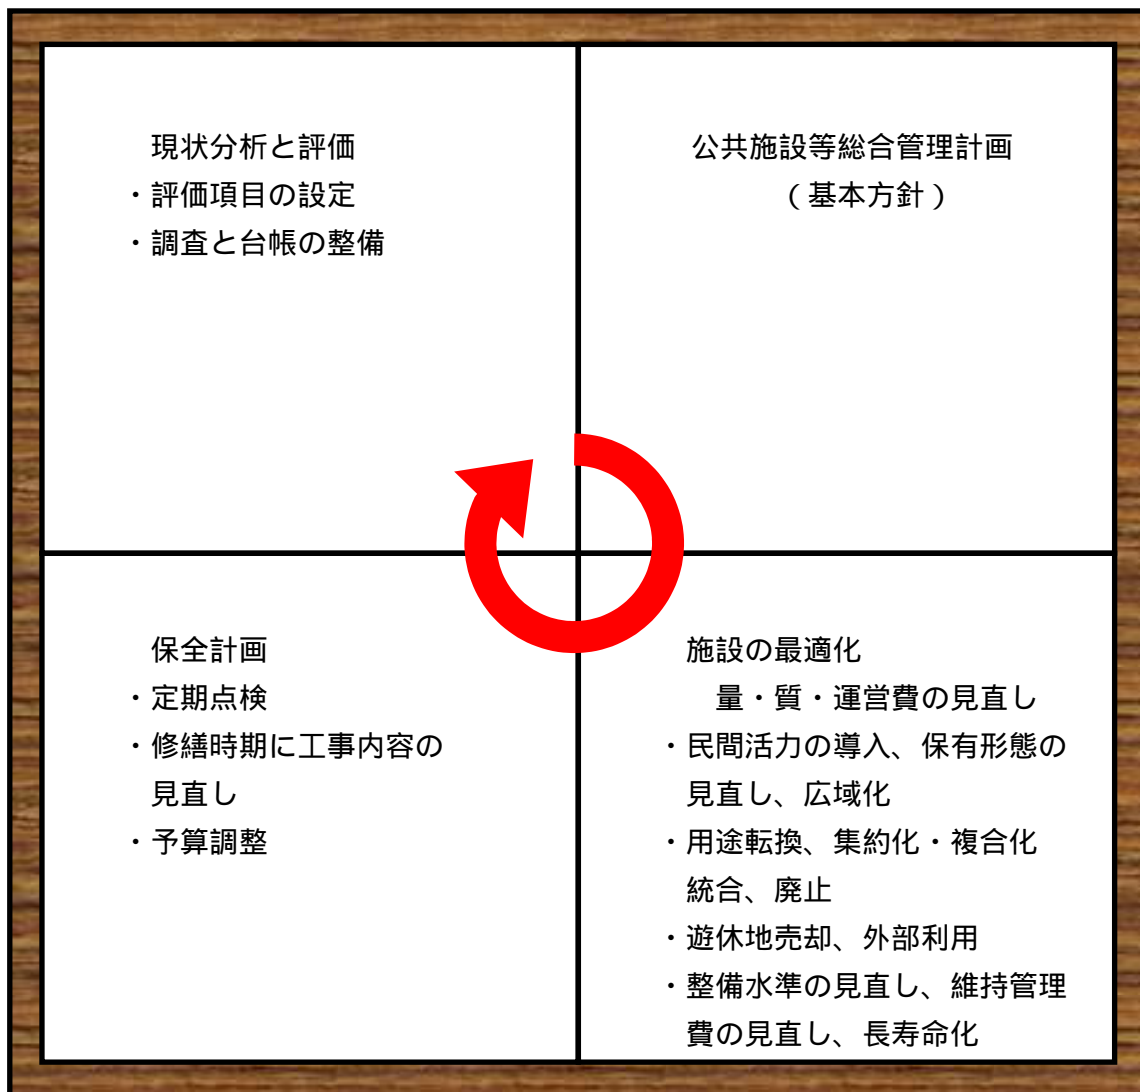 現状分析と評価
・評価項目の設定
・調査と台帳の整備
公共施設等総合管理計画
(基本方針)
保全計画
・定期点検
・修繕時期に工事内容の
見直し
・予算調整
施設の最適化
量・質・運営費の見直し
・民間活力の導入、保有形態の
見直し、広域化
・用途転換、集約化・複合化
統合、廃止
・遊休地売却、外部利用
・整備水準の見直し、維持管理
費の見直し、長寿命化